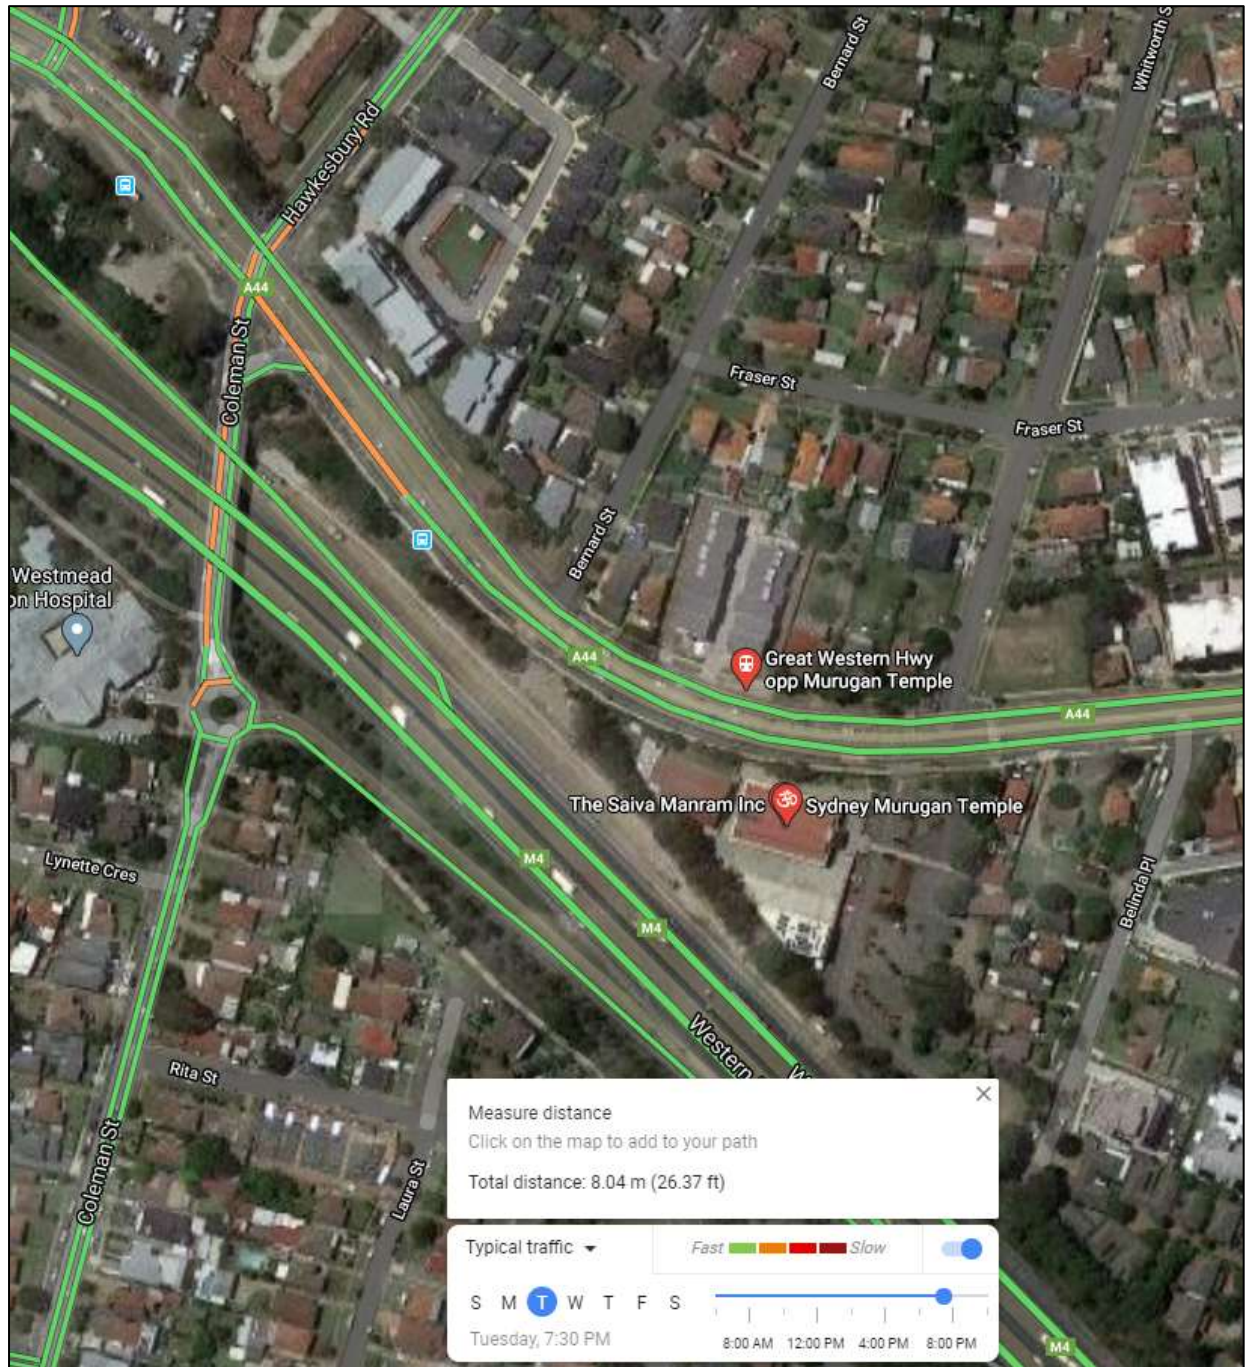 Bernard St
Whitworth S
Hawkesbury Rd
A44
Coleman St
Fraser St
Fraser St
Bernard St
Westmead
on Hospital
A44
Great Western Hwy
opp Murugan Temple
A44
The Saiva Manram Inc
Sydney Murugan Temple
Lynette Cres
M4
Belinda Pl
M4
Western
W
Rita St
Coleman St
Laura St
Measure distance
Click on the map to add to your path
Total distance: 8.04 m (26.37 ft)
Typical traffic
Fast
Slow
S M T W T F S
Tuesday, 7:30 PM
8:00 AM 12:00 PM 4:00 PM 8:00 PM
M4